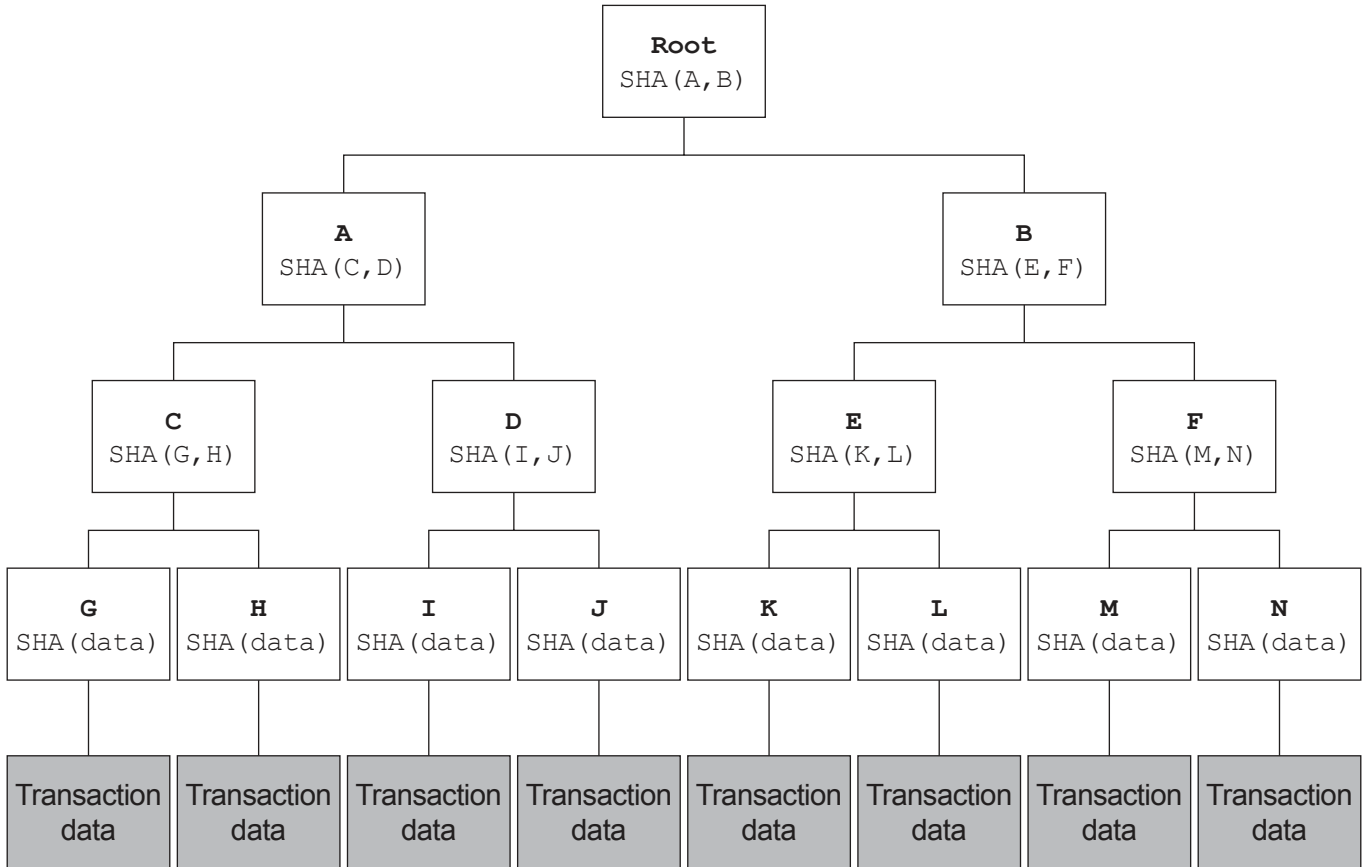 Root
SHA(A,B)
A
SHA(C,D)
B
SHA(E,F)
C
SHA(G,H)
D
SHA(I,J)
E
SHA(K,L)
F
SHA(M,N)
G
SHA(data)
H
SHA(data)
I
SHA(data)
J
SHA(data)
K
SHA(data)
L
SHA(data)
M
SHA(data)
N
SHA(data)
Transaction
data
Transaction
data
Transaction
data
Transaction
data
Transaction
data
Transaction
data
Transaction
data
Transaction
data